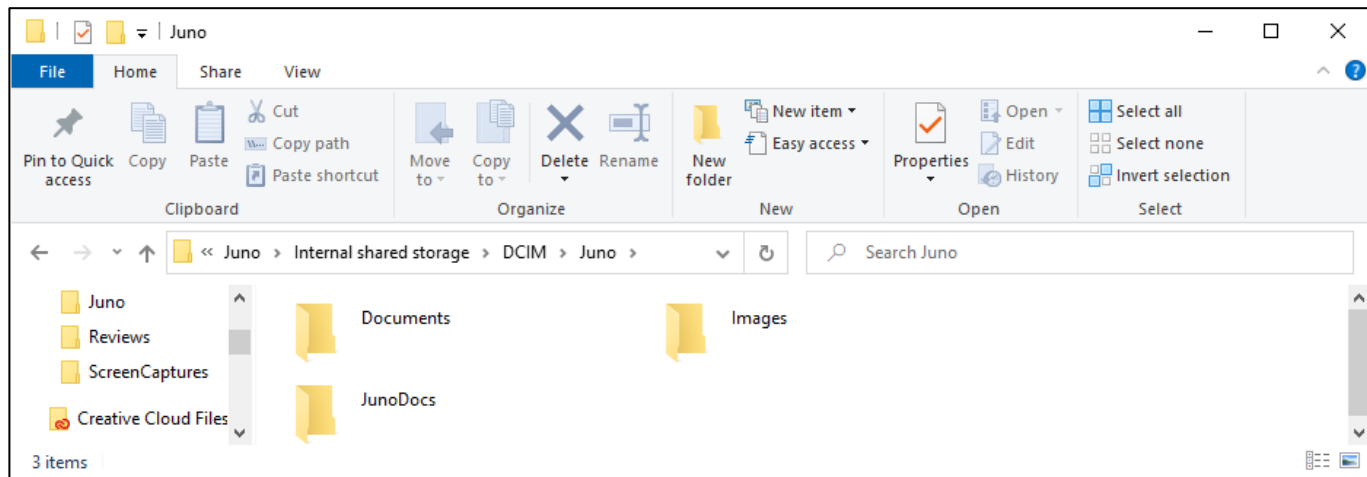 Juno
File Home Share View
Pin to Quick access
Copy
Paste
Cut
Copy path
Paste shortcut
Clipboard
Move to
Copy to
Delete
Rename
Organize
New folder
New item
Easy access
New
Properties
Open
Edit
History
Open
Select all
Select none
Invert selection
Select
« Juno > Internal shared storage > DCIM > Juno >
Search Juno
Juno
Reviews
ScreenCaptures
Creative Cloud Files
Documents
Images
JunoDocs
3 items